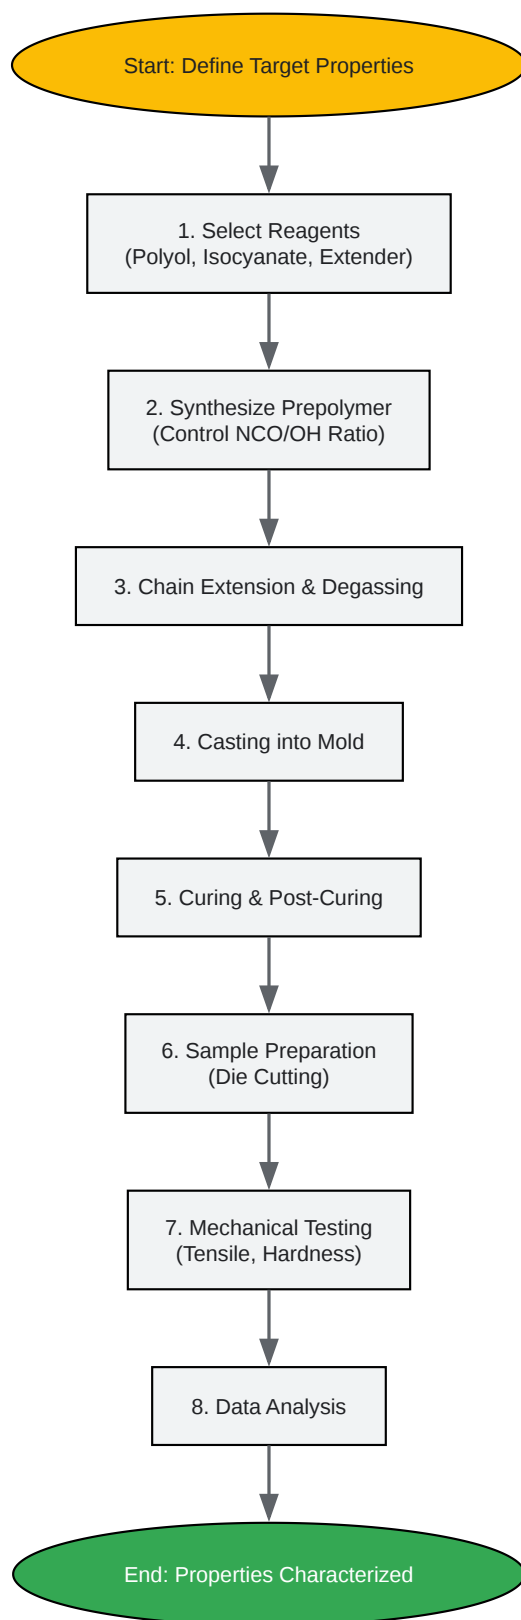 Start: Define Target Properties
1. Select Reagents
(Polyol, Isocyanate, Extender)
2. Synthesize Prepolymer
(Control NCO/OH Ratio)
3. Chain Extension & Degassing
4. Casting into Mold
5. Curing & Post-Curing
6. Sample Preparation
(Die Cutting)
7. Mechanical Testing
(Tensile, Hardness)
8. Data Analysis
End: Properties Characterized